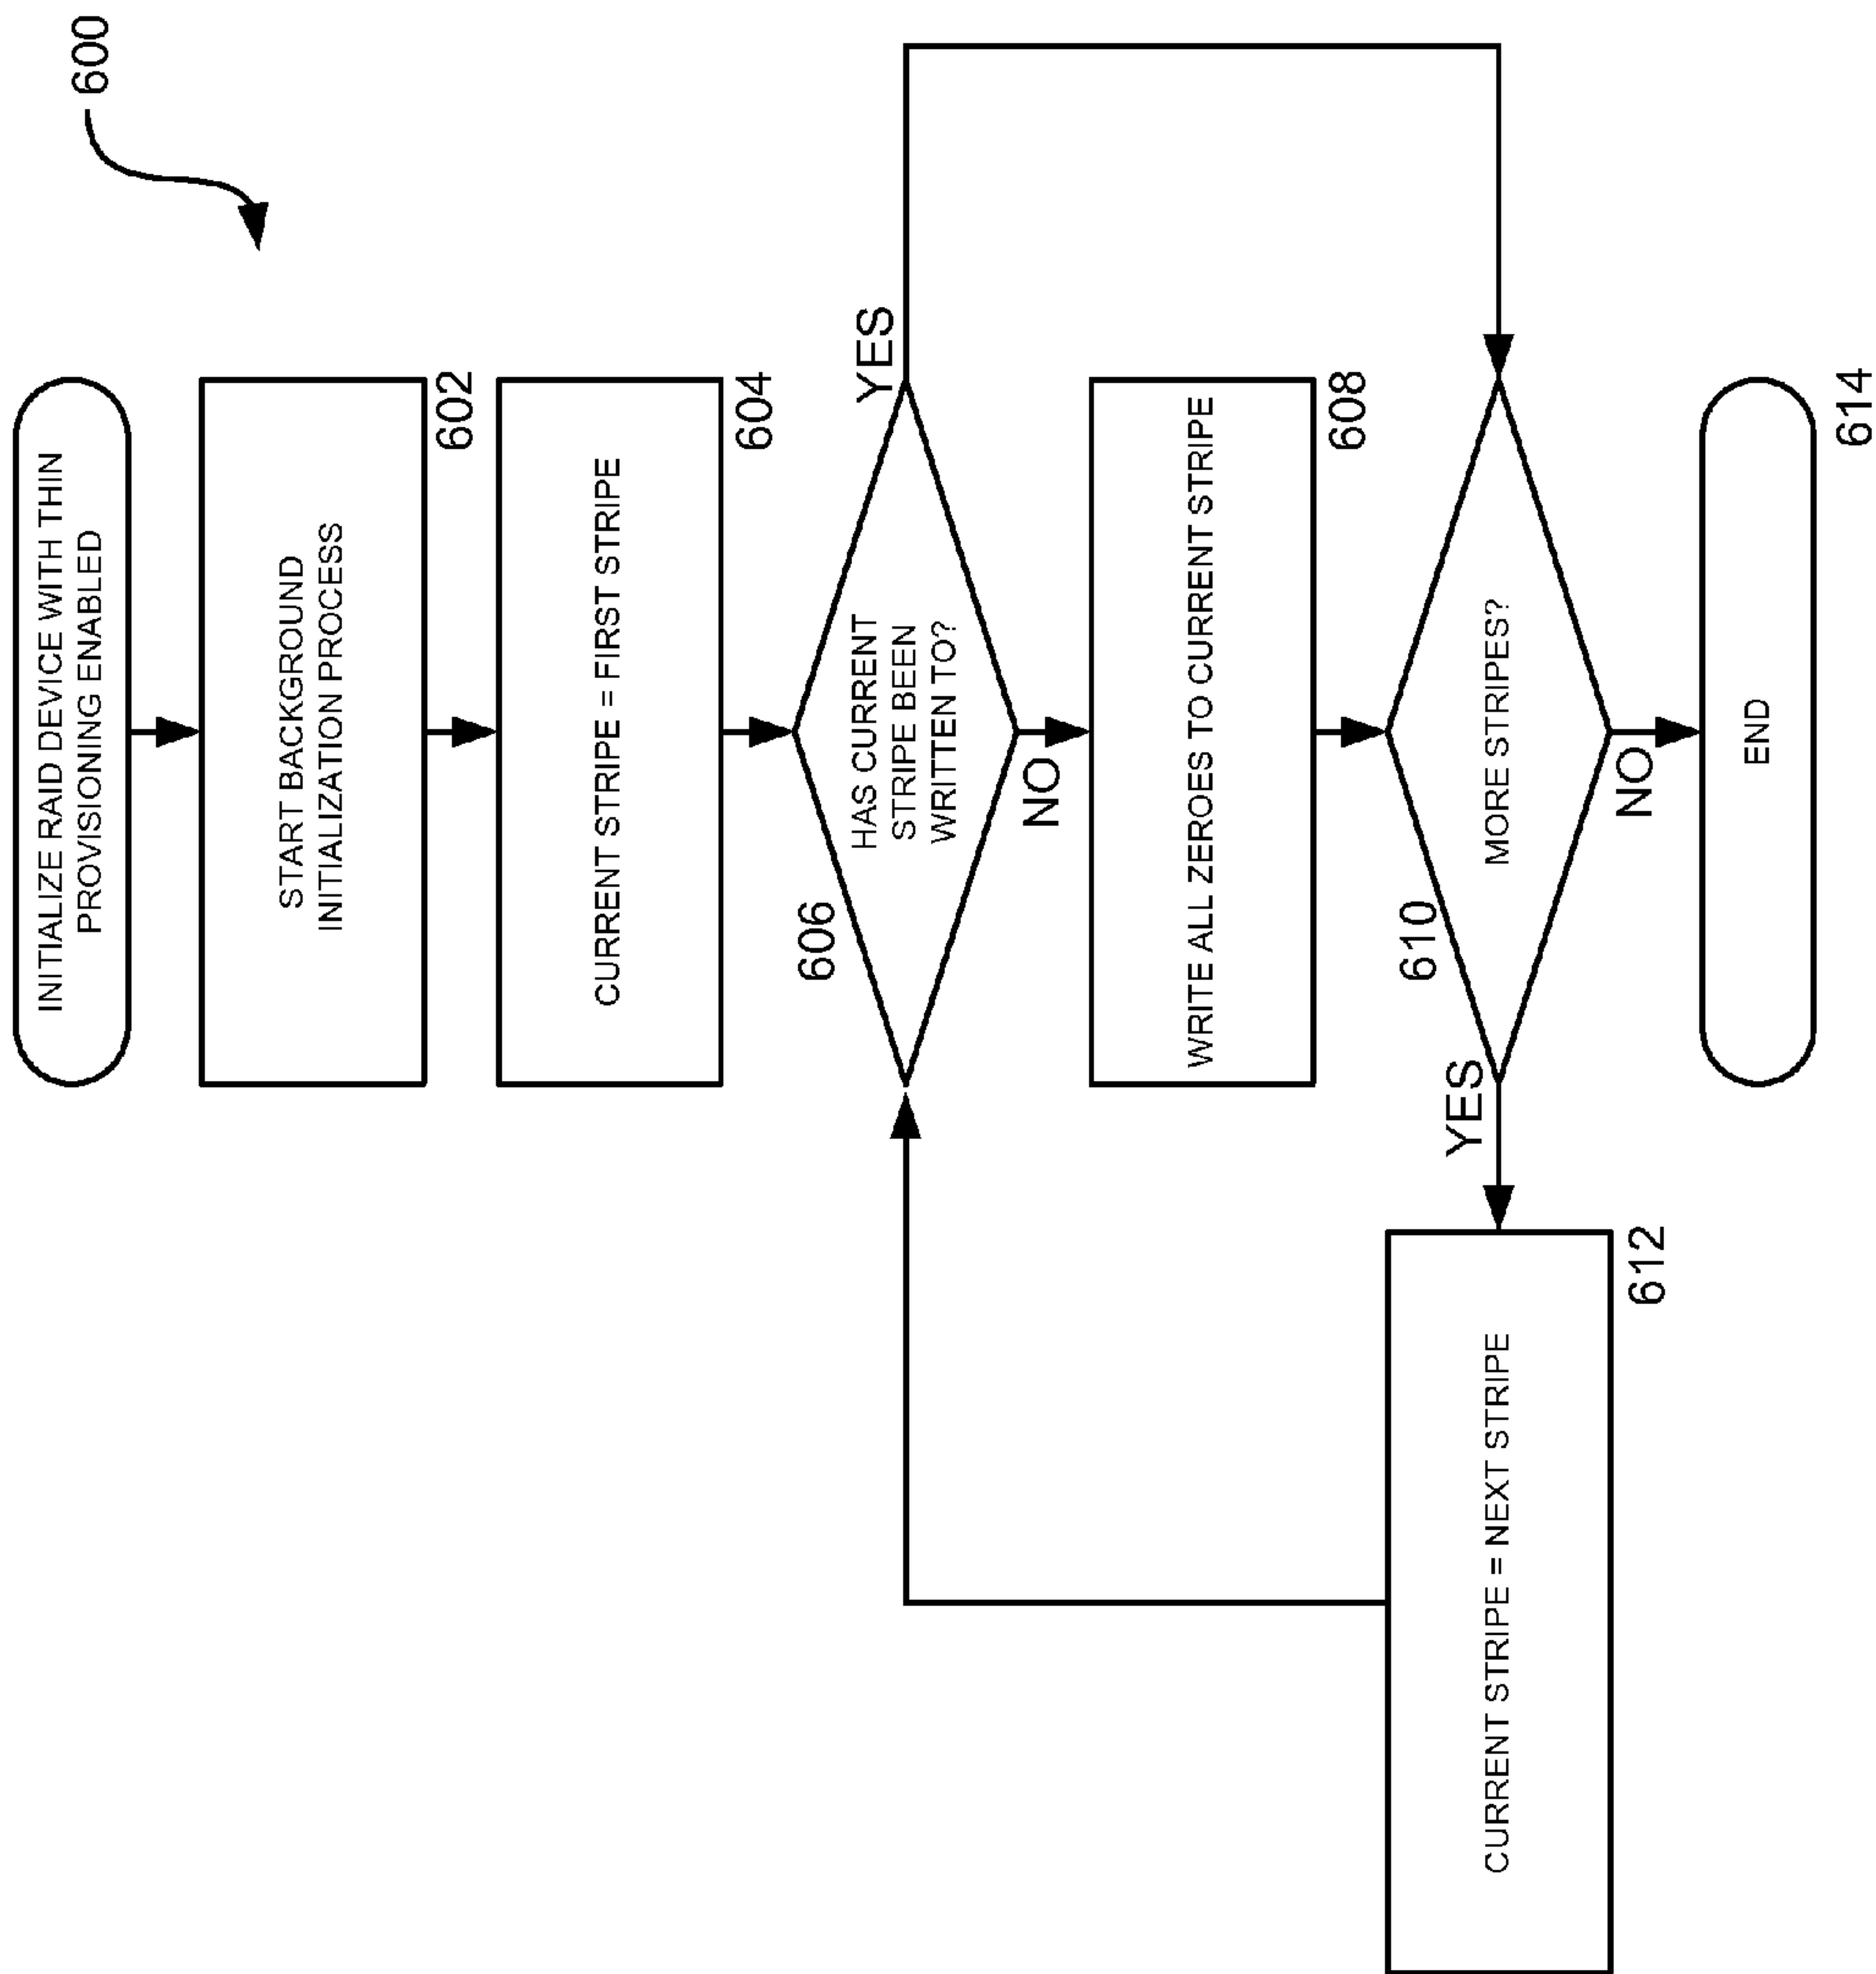 600
INITIALIZE RAID DEVICE WITH THIN
PROVISIONING ENABLED
START BACKGROUND
INITIALIZATION PROCESS
602
CURRENT STRIPE = FIRST STRIPE
604
606
HAS CURRENT
STRIPE BEEN
WRITTEN TO?
YES
NO
WRITE ALL ZEROES TO CURRENT STRIPE
608
610
MORE STRIPES?
YES
NO
CURRENT STRIPE = NEXT STRIPE
612
END
614